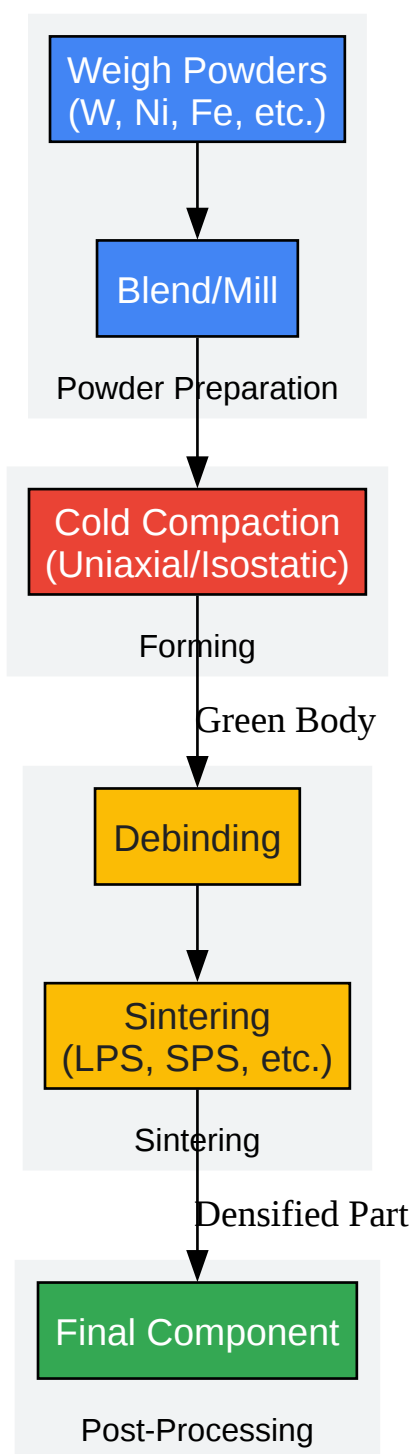 Weigh Powders
(W, Ni, Fe, etc.)
Blend/Mill
Powder Preparation
Cold Compaction
(Uniaxial/Isostatic)
Forming
Green Body
Debinding
Sintering
(LPS, SPS, etc.)
Sintering
Densified Part
Final Component
Post-Processing